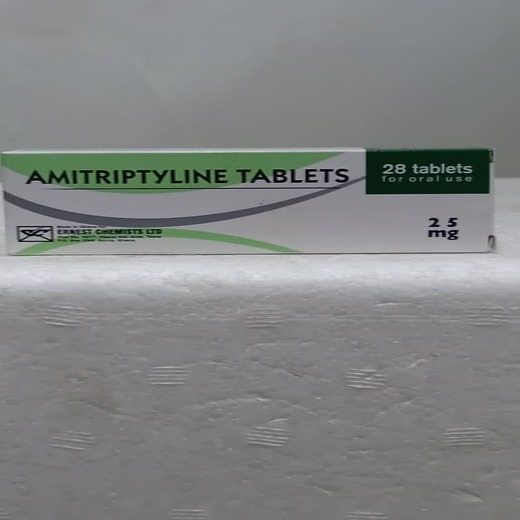 AMITRIPTYLINE TABLETS
28 tablets
for oral use
ERNEST CHEMISTS LTD
25
mg